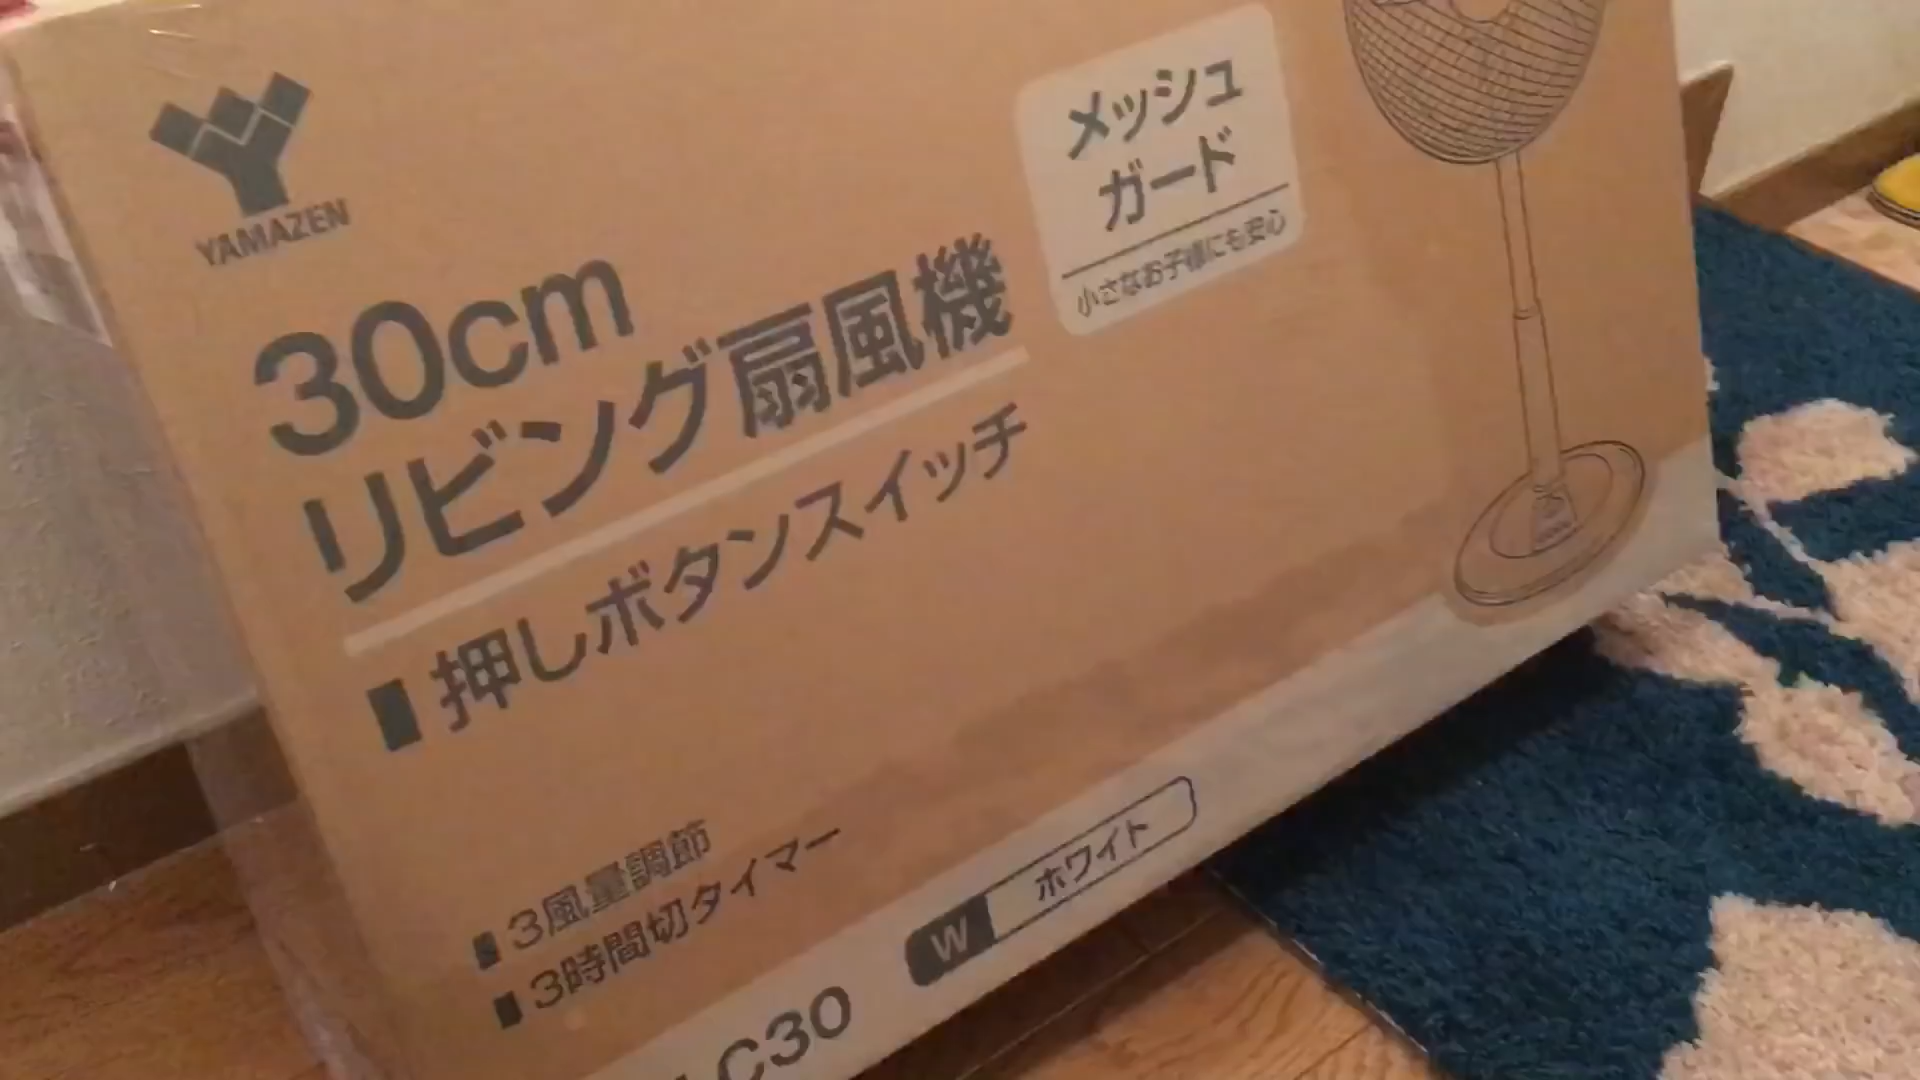 YAMAZEN
30cm
リビング扇風機
メッシュ
ガード
小さなお子様にも安心
■ 押しボタンスイッチ
■ 3風量調節
■ 3時間切タイマー
W ホワイト
C30